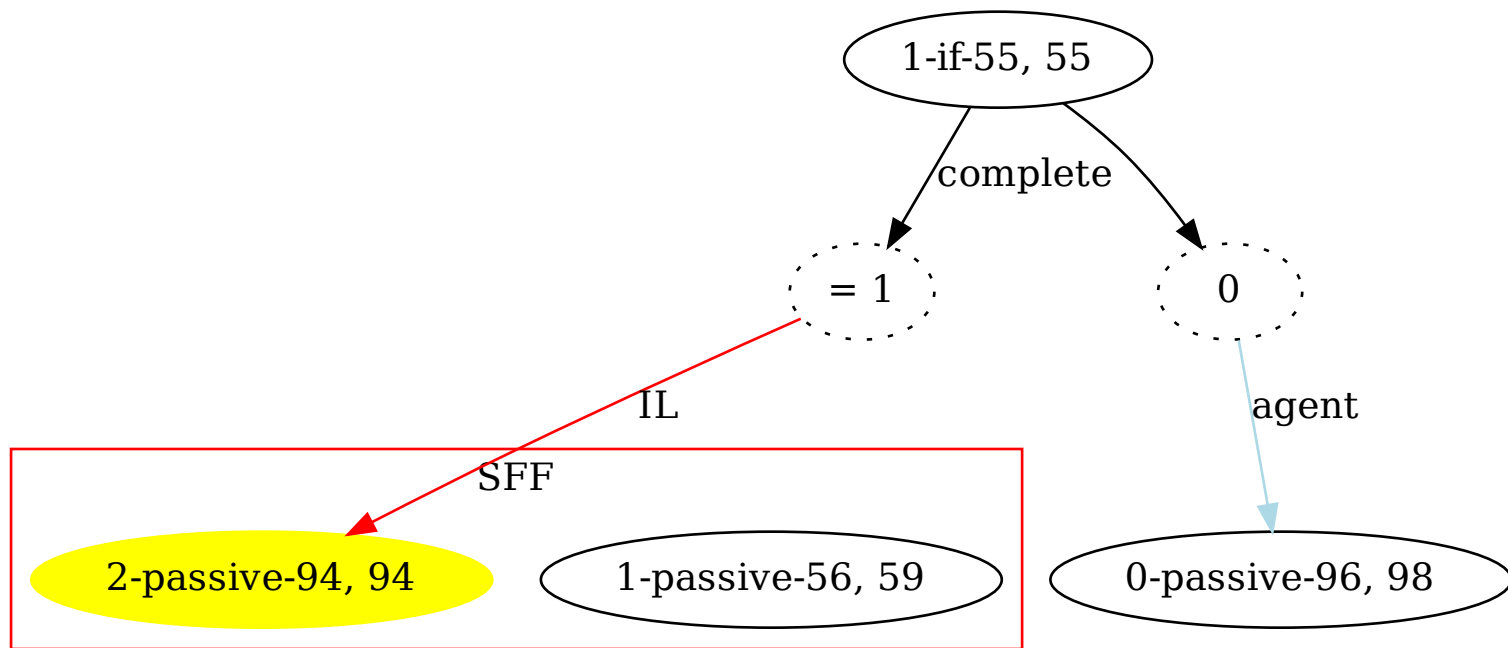 1-if-55, 55
complete
= 1
0
IL
agent
SFF
2-passive-94, 94
1-passive-56, 59
0-passive-96, 98